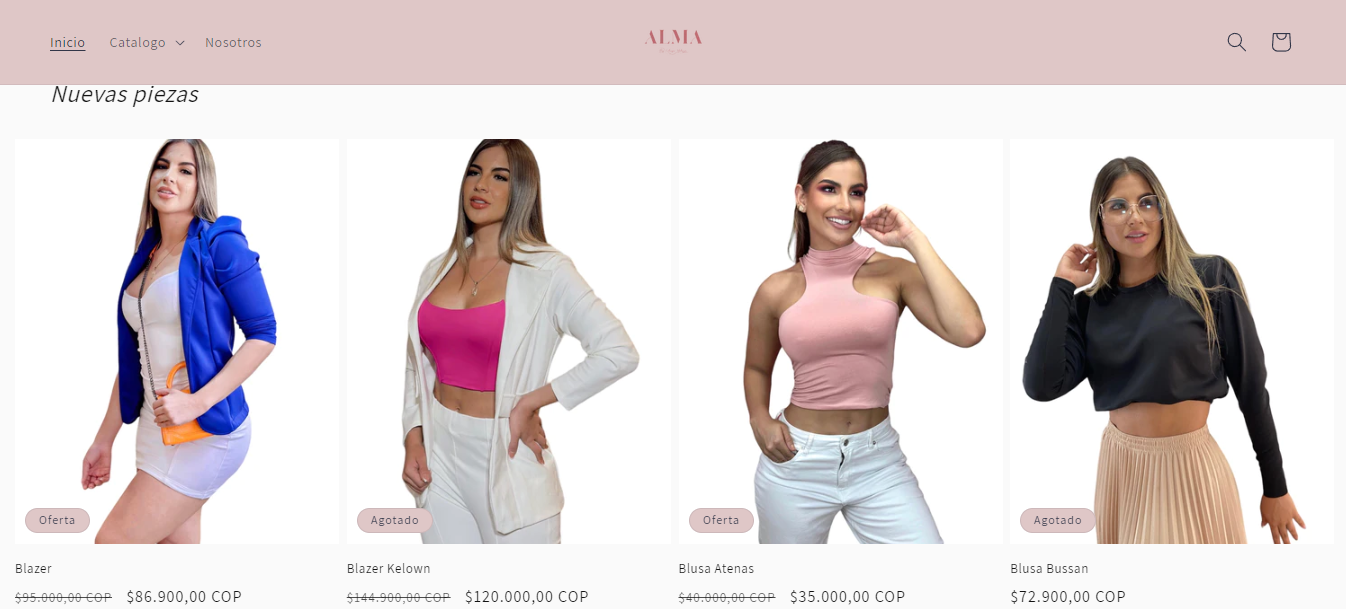 Inicio Catalogo Nosotros
ALMA
Nuevas piezas
Oferta
Agotado
Oferta
Agotado
Blazer
$95.000,00 COP $86.900,00 COP
Blazer Kelown
$144.900,00 COP $120.000,00 COP
Blusa Atenas
$40.000,00 COP $35.000,00 COP
Blusa Bussan
$72.900,00 COP